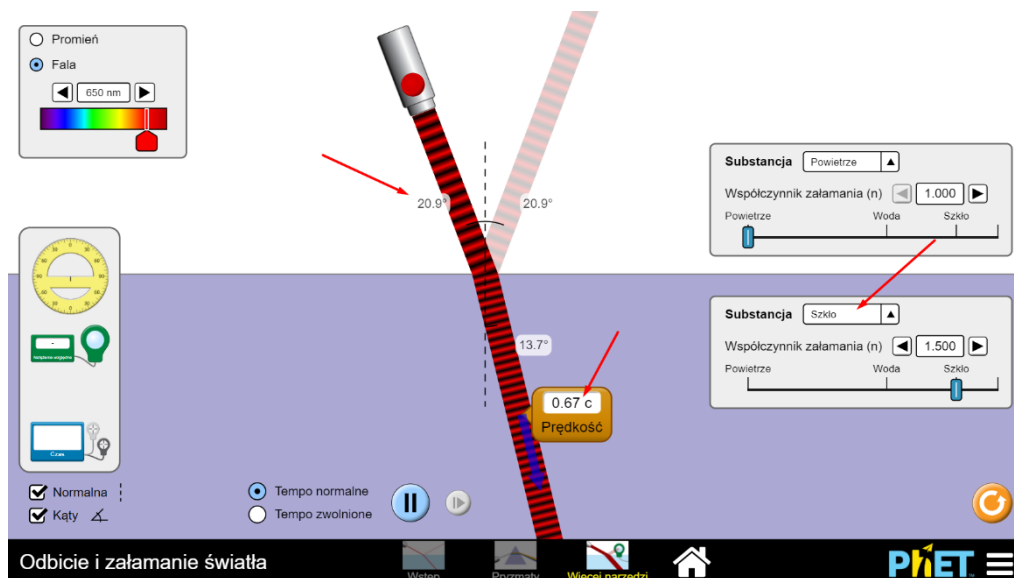 Promień
Fala
650 nm
20.9°
20.9°
Substancja Powietrze
Współczynnik załamania (n) 1.000
Powietrze Woda Szkło
Substancja Szkło
Współczynnik załamania (n) 1.500
Powietrze Woda Szkło
13.7°
0.67 c
Prędkość
Czas
Normalna
Kąty
Tempo normalne
Tempo zwolnione
Odbicie i załamanie światła
Wstęp
Pryzmaty
Więcej narzędzi
PhET